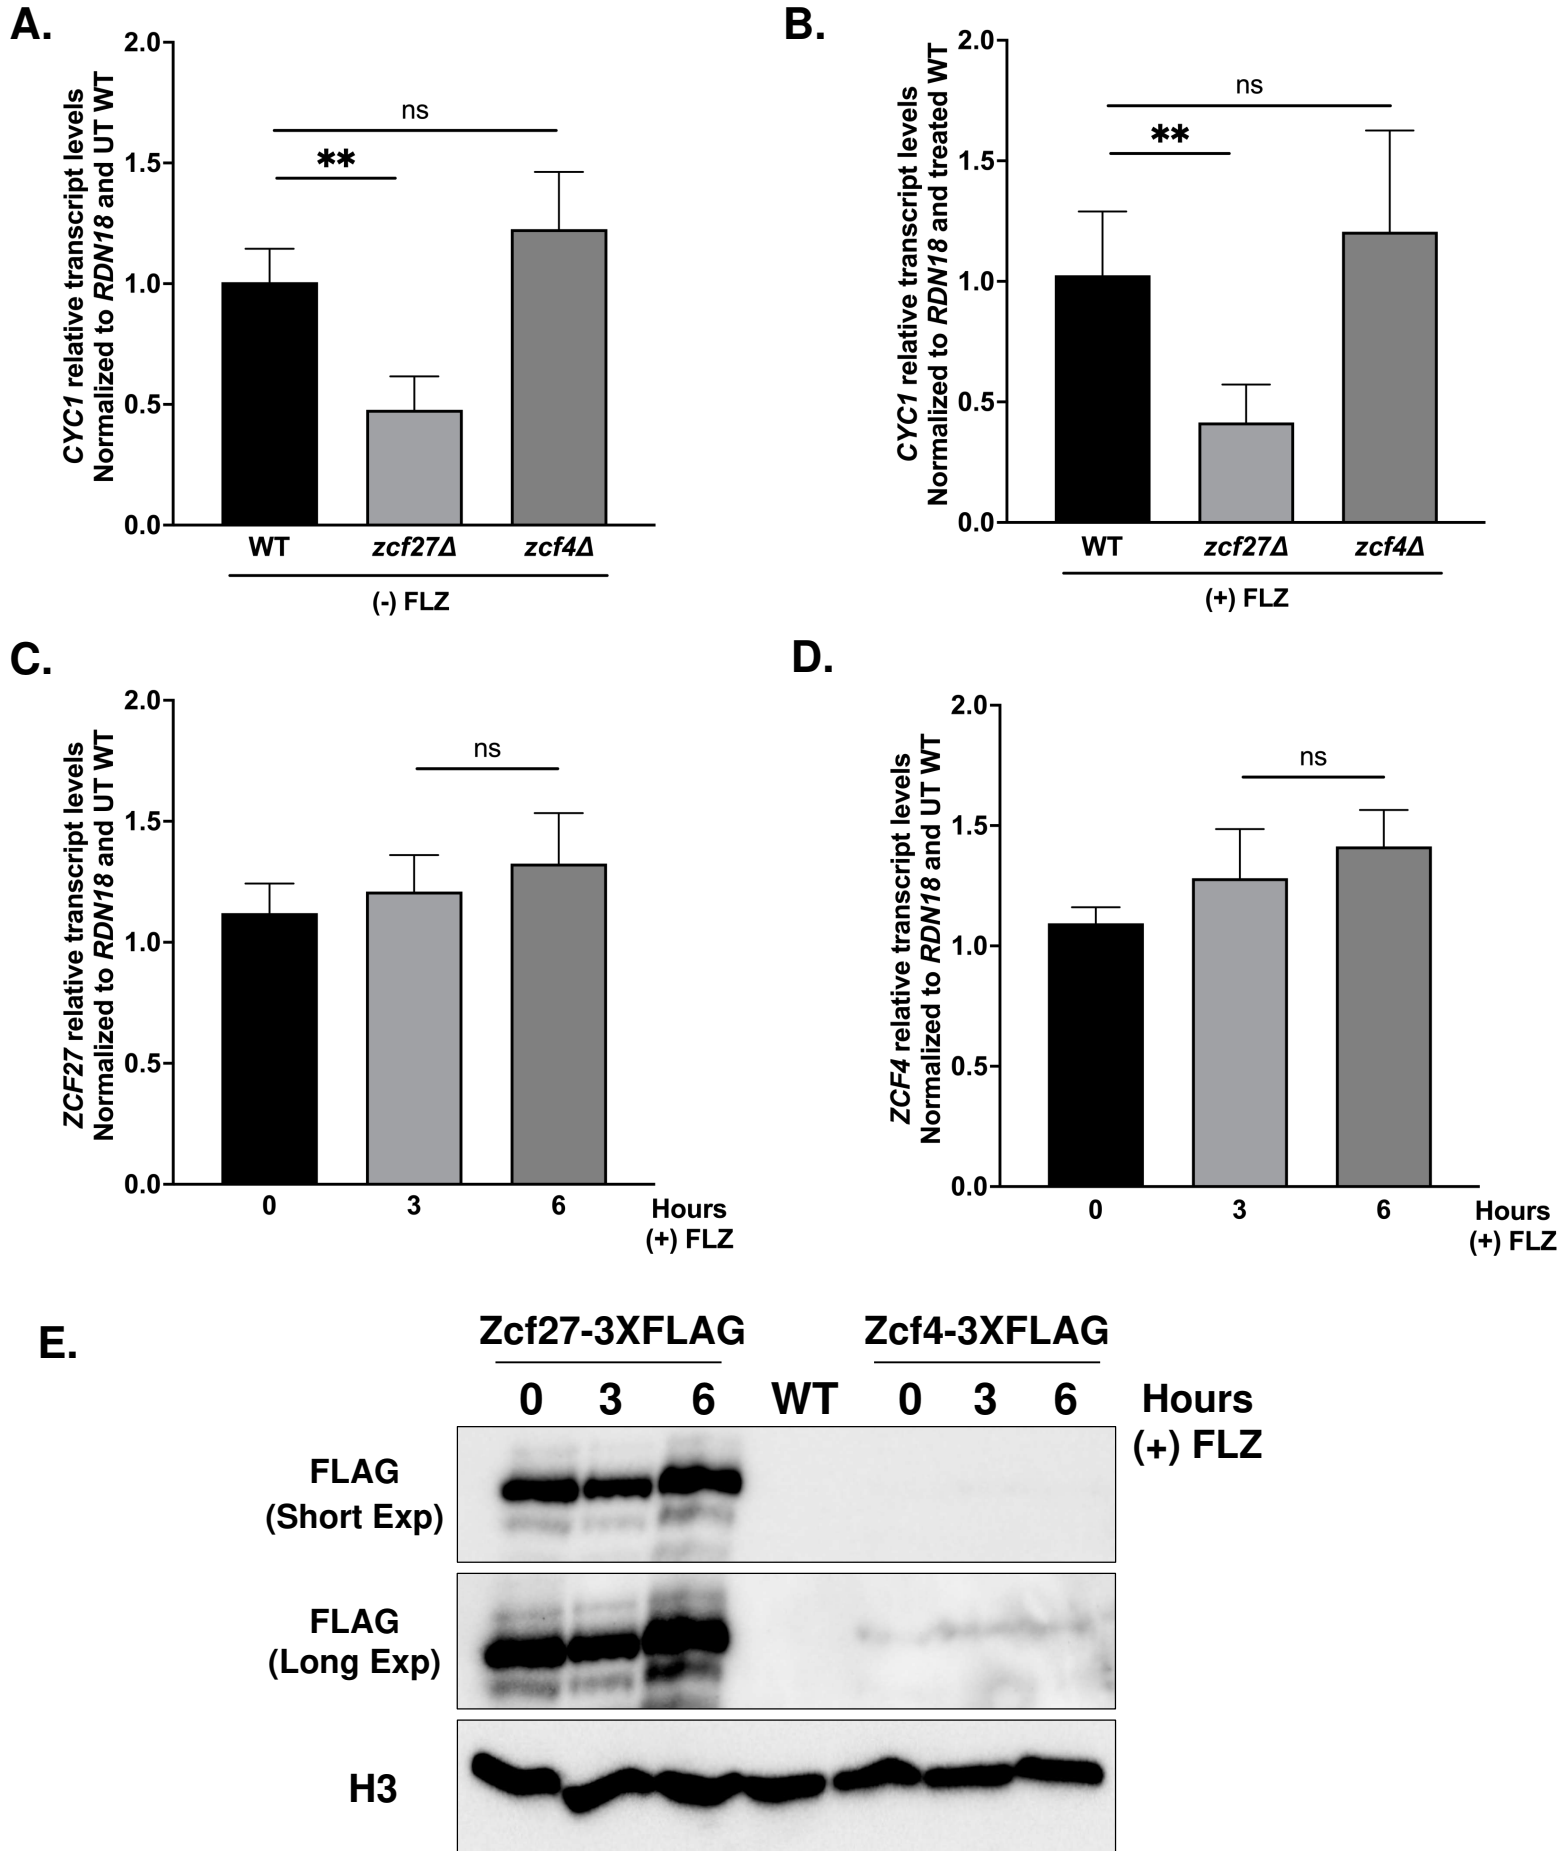 A.
CYC1 relative transcript levels
Normalized to RDN18 and UT WT
2.0
1.5
1.0
0.5
0.0
ns
**
WT zcf27Δ zcf4Δ
(-) FLZ
B.
CYC1 relative transcript levels
Normalized to RDN18 and treated WT
2.0
1.5
1.0
0.5
0.0
ns
**
WT zcf27Δ zcf4Δ
(+) FLZ
C.
ZCF27 relative transcript levels
Normalized to RDN18 and UT WT
2.0
1.5
1.0
0.5
0.0
ns
0 3 6 Hours
(+) FLZ
D.
ZCF4 relative transcript levels
Normalized to RDN18 and UT WT
2.0
1.5
1.0
0.5
0.0
ns
0 3 6 Hours
(+) FLZ
E.
Zcf27-3XFLAG Zcf4-3XFLAG
0 3 6 WT 0 3 6 Hours
(+) FLZ
FLAG
(Short Exp)
FLAG
(Long Exp)
H3